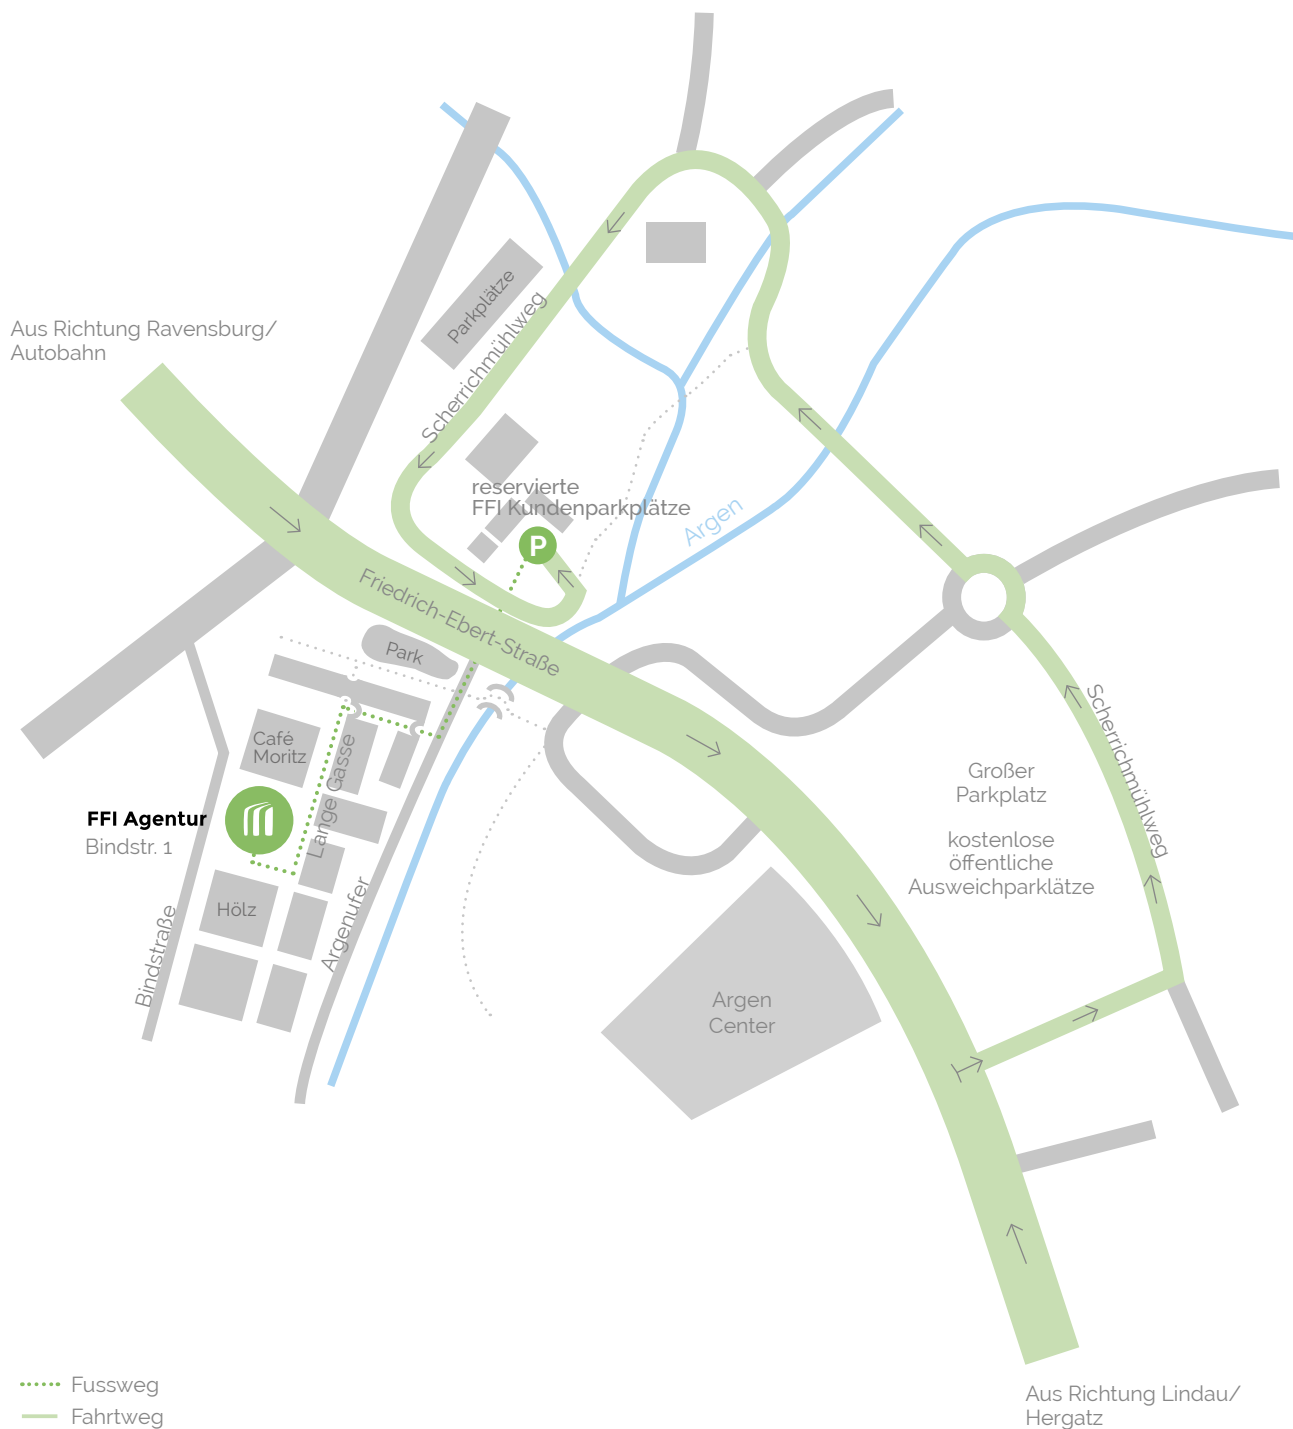 Aus Richtung Ravensburg/
Autobahn
Parkplätze
Scherrichmühlweg
reservierte
FFI Kundenparkplätze
P
Argen
Friedrich-Ebert-Straße
Park
Café
Moritz
Lange Gasse
FFI Agentur
Bindstr. 1
Hölz
Bindstraße
Argenufer
Scherrichmühlweg
Großer
Parkplatz
kostenlose
öffentliche
Ausweichparklätze
Argen
Center
Fussweg
Fahrtweg
Aus Richtung Lindau/
Hergatz